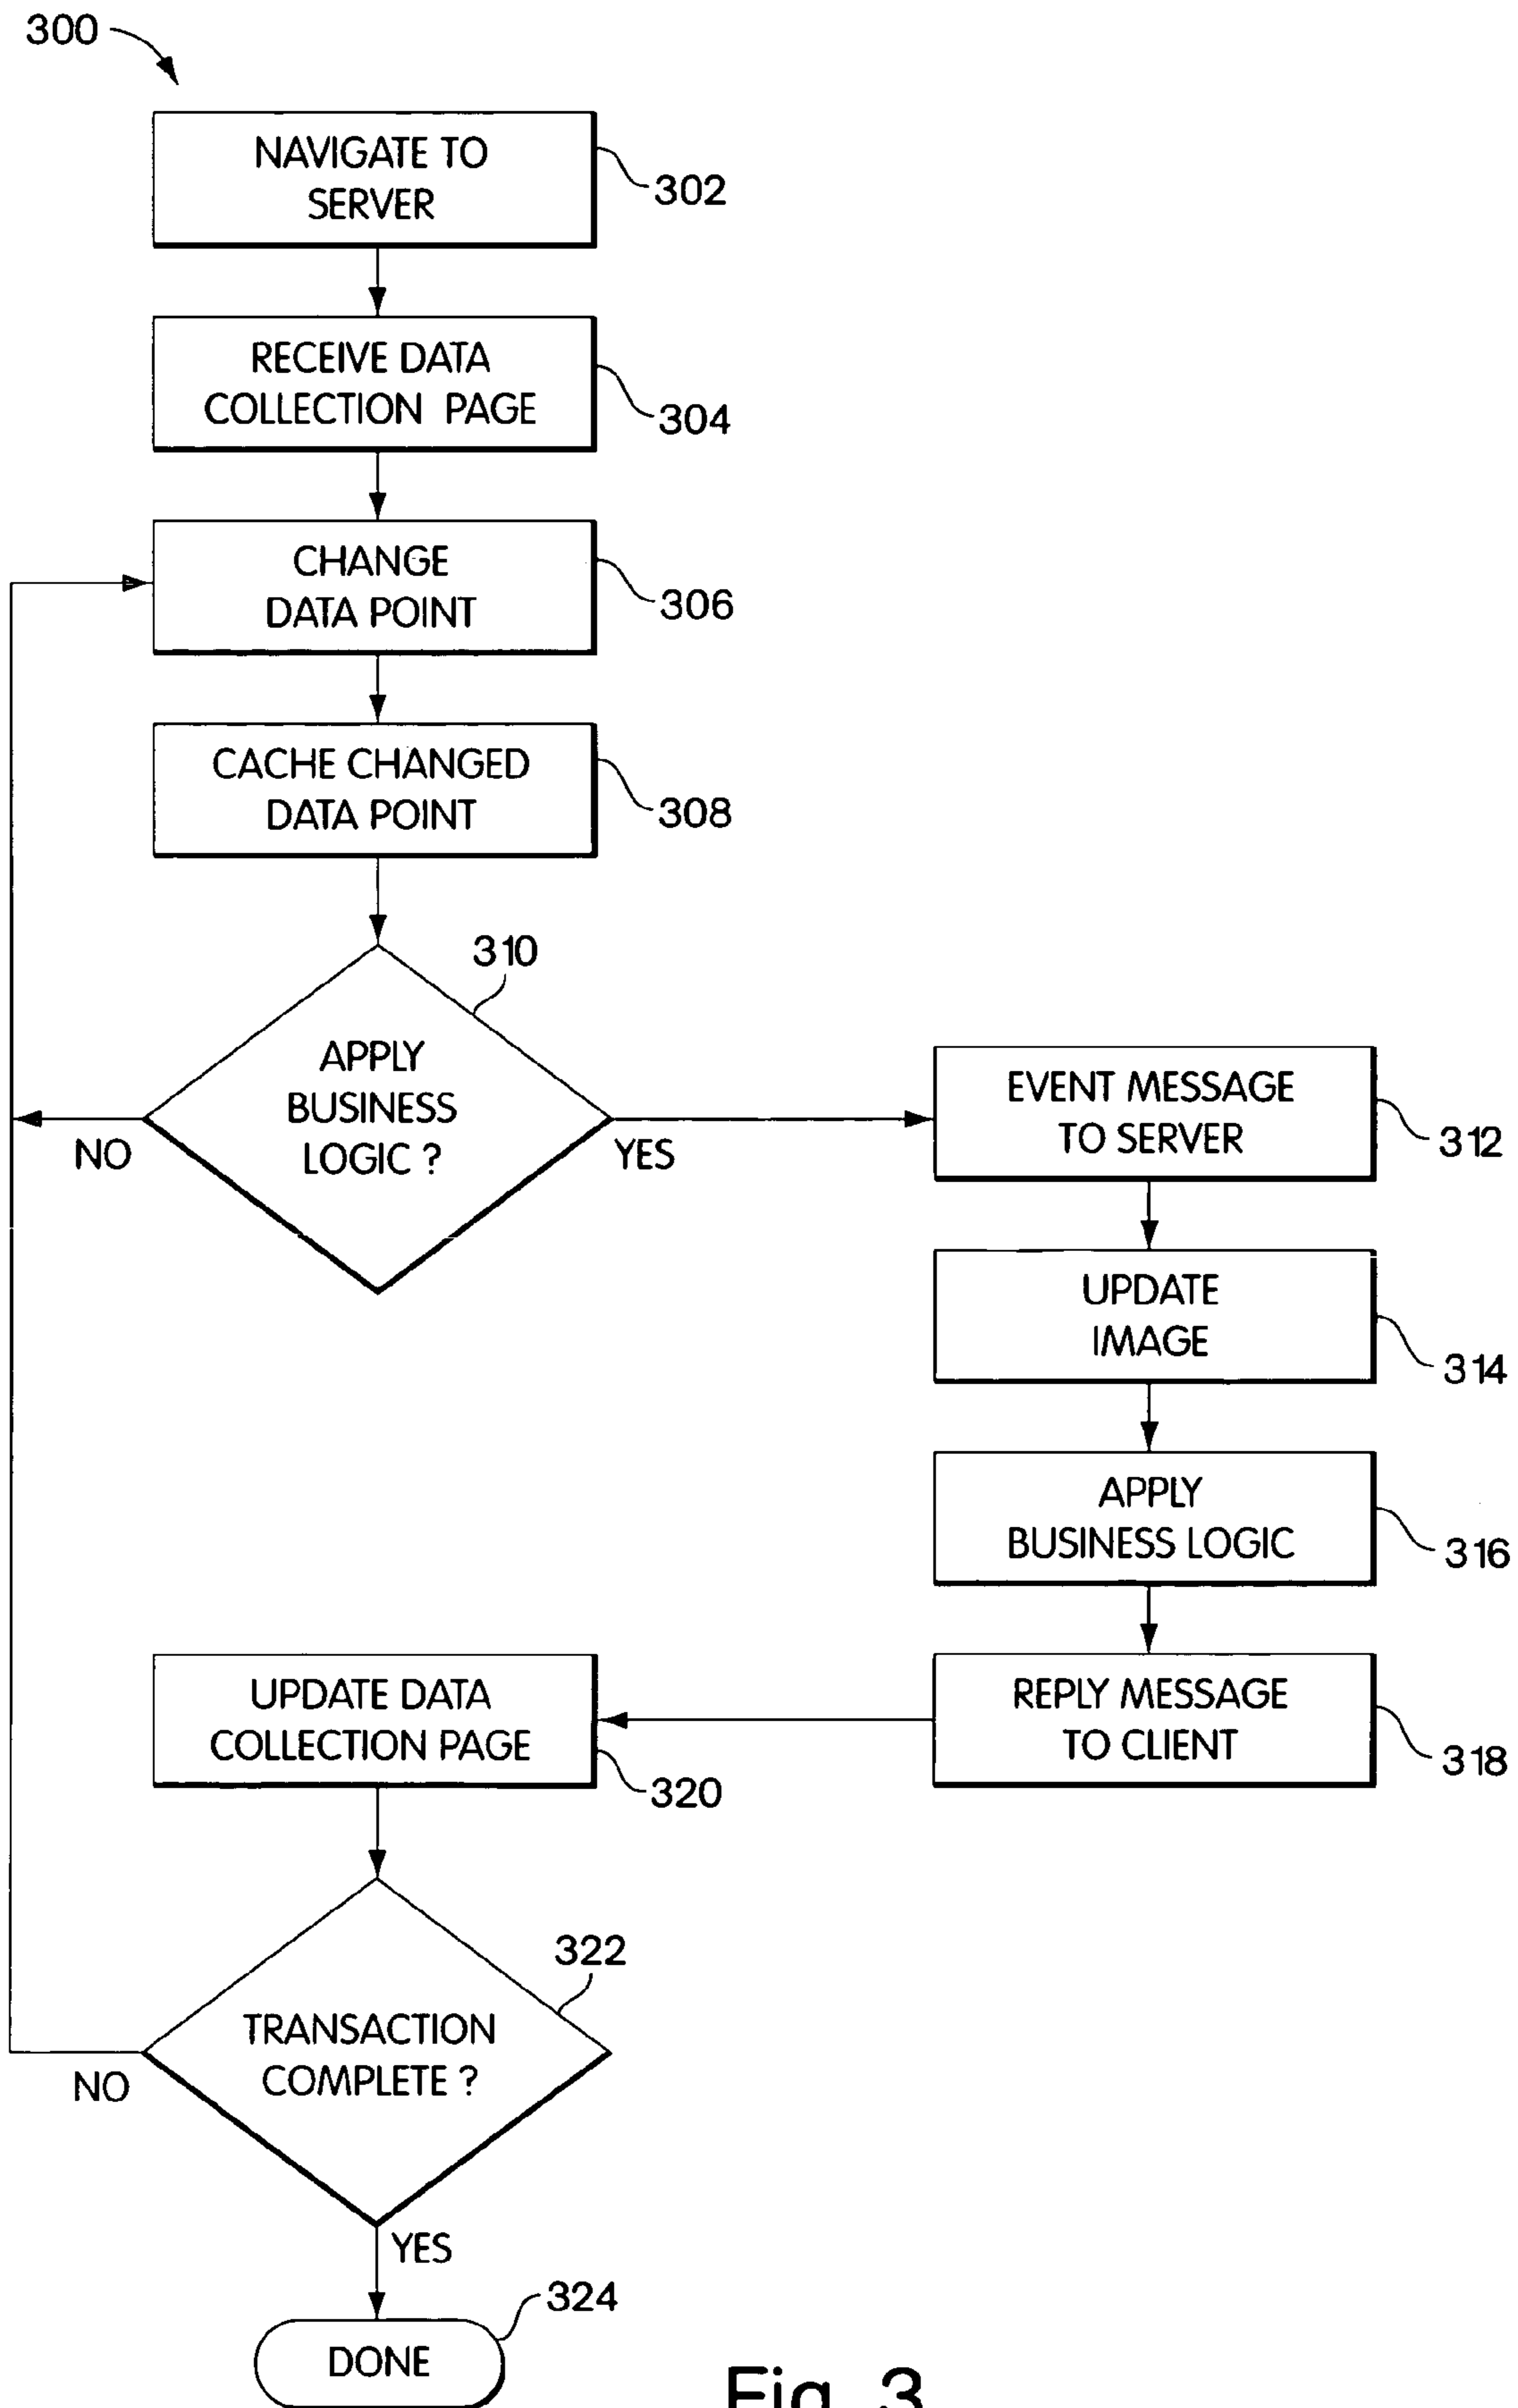 300
NAVIGATE TO
SERVER
302
RECEIVE DATA
COLLECTION PAGE
304
CHANGE
DATA POINT
306
CACHE CHANGED
DATA POINT
308
310
APPLY
BUSINESS
LOGIC ?
NO
YES
EVENT MESSAGE
TO SERVER
312
UPDATE
IMAGE
314
APPLY
BUSINESS LOGIC
316
REPLY MESSAGE
TO CLIENT
318
UPDATE DATA
COLLECTION PAGE
320
322
TRANSACTION
COMPLETE ?
NO
YES
324
DONE
Fig. 3